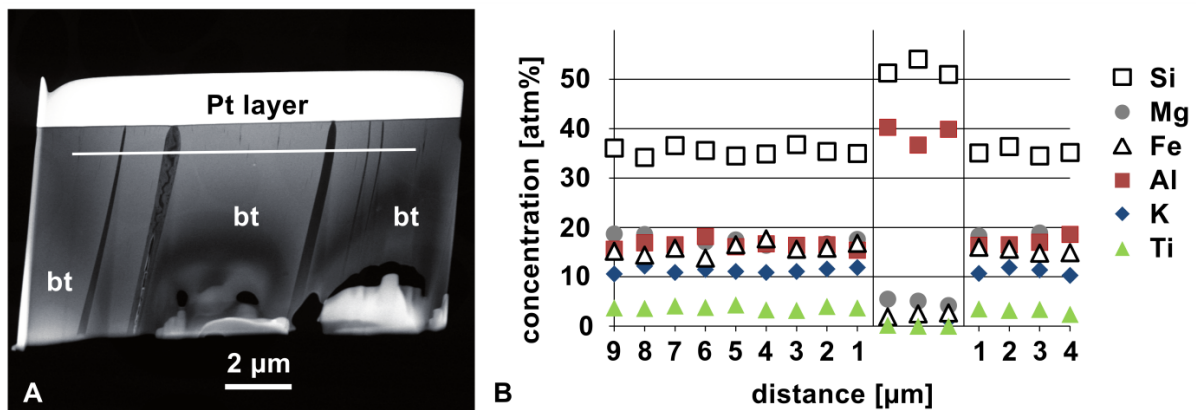 Pt layer
bt
bt
bt
2 µm
A
concentration [atm%]
50
40
30
20
10
0
9 8 7 6 5 4 3 2 1 1 2 3 4
distance [µm]
B
Si
Mg
Fe
Al
K
Ti